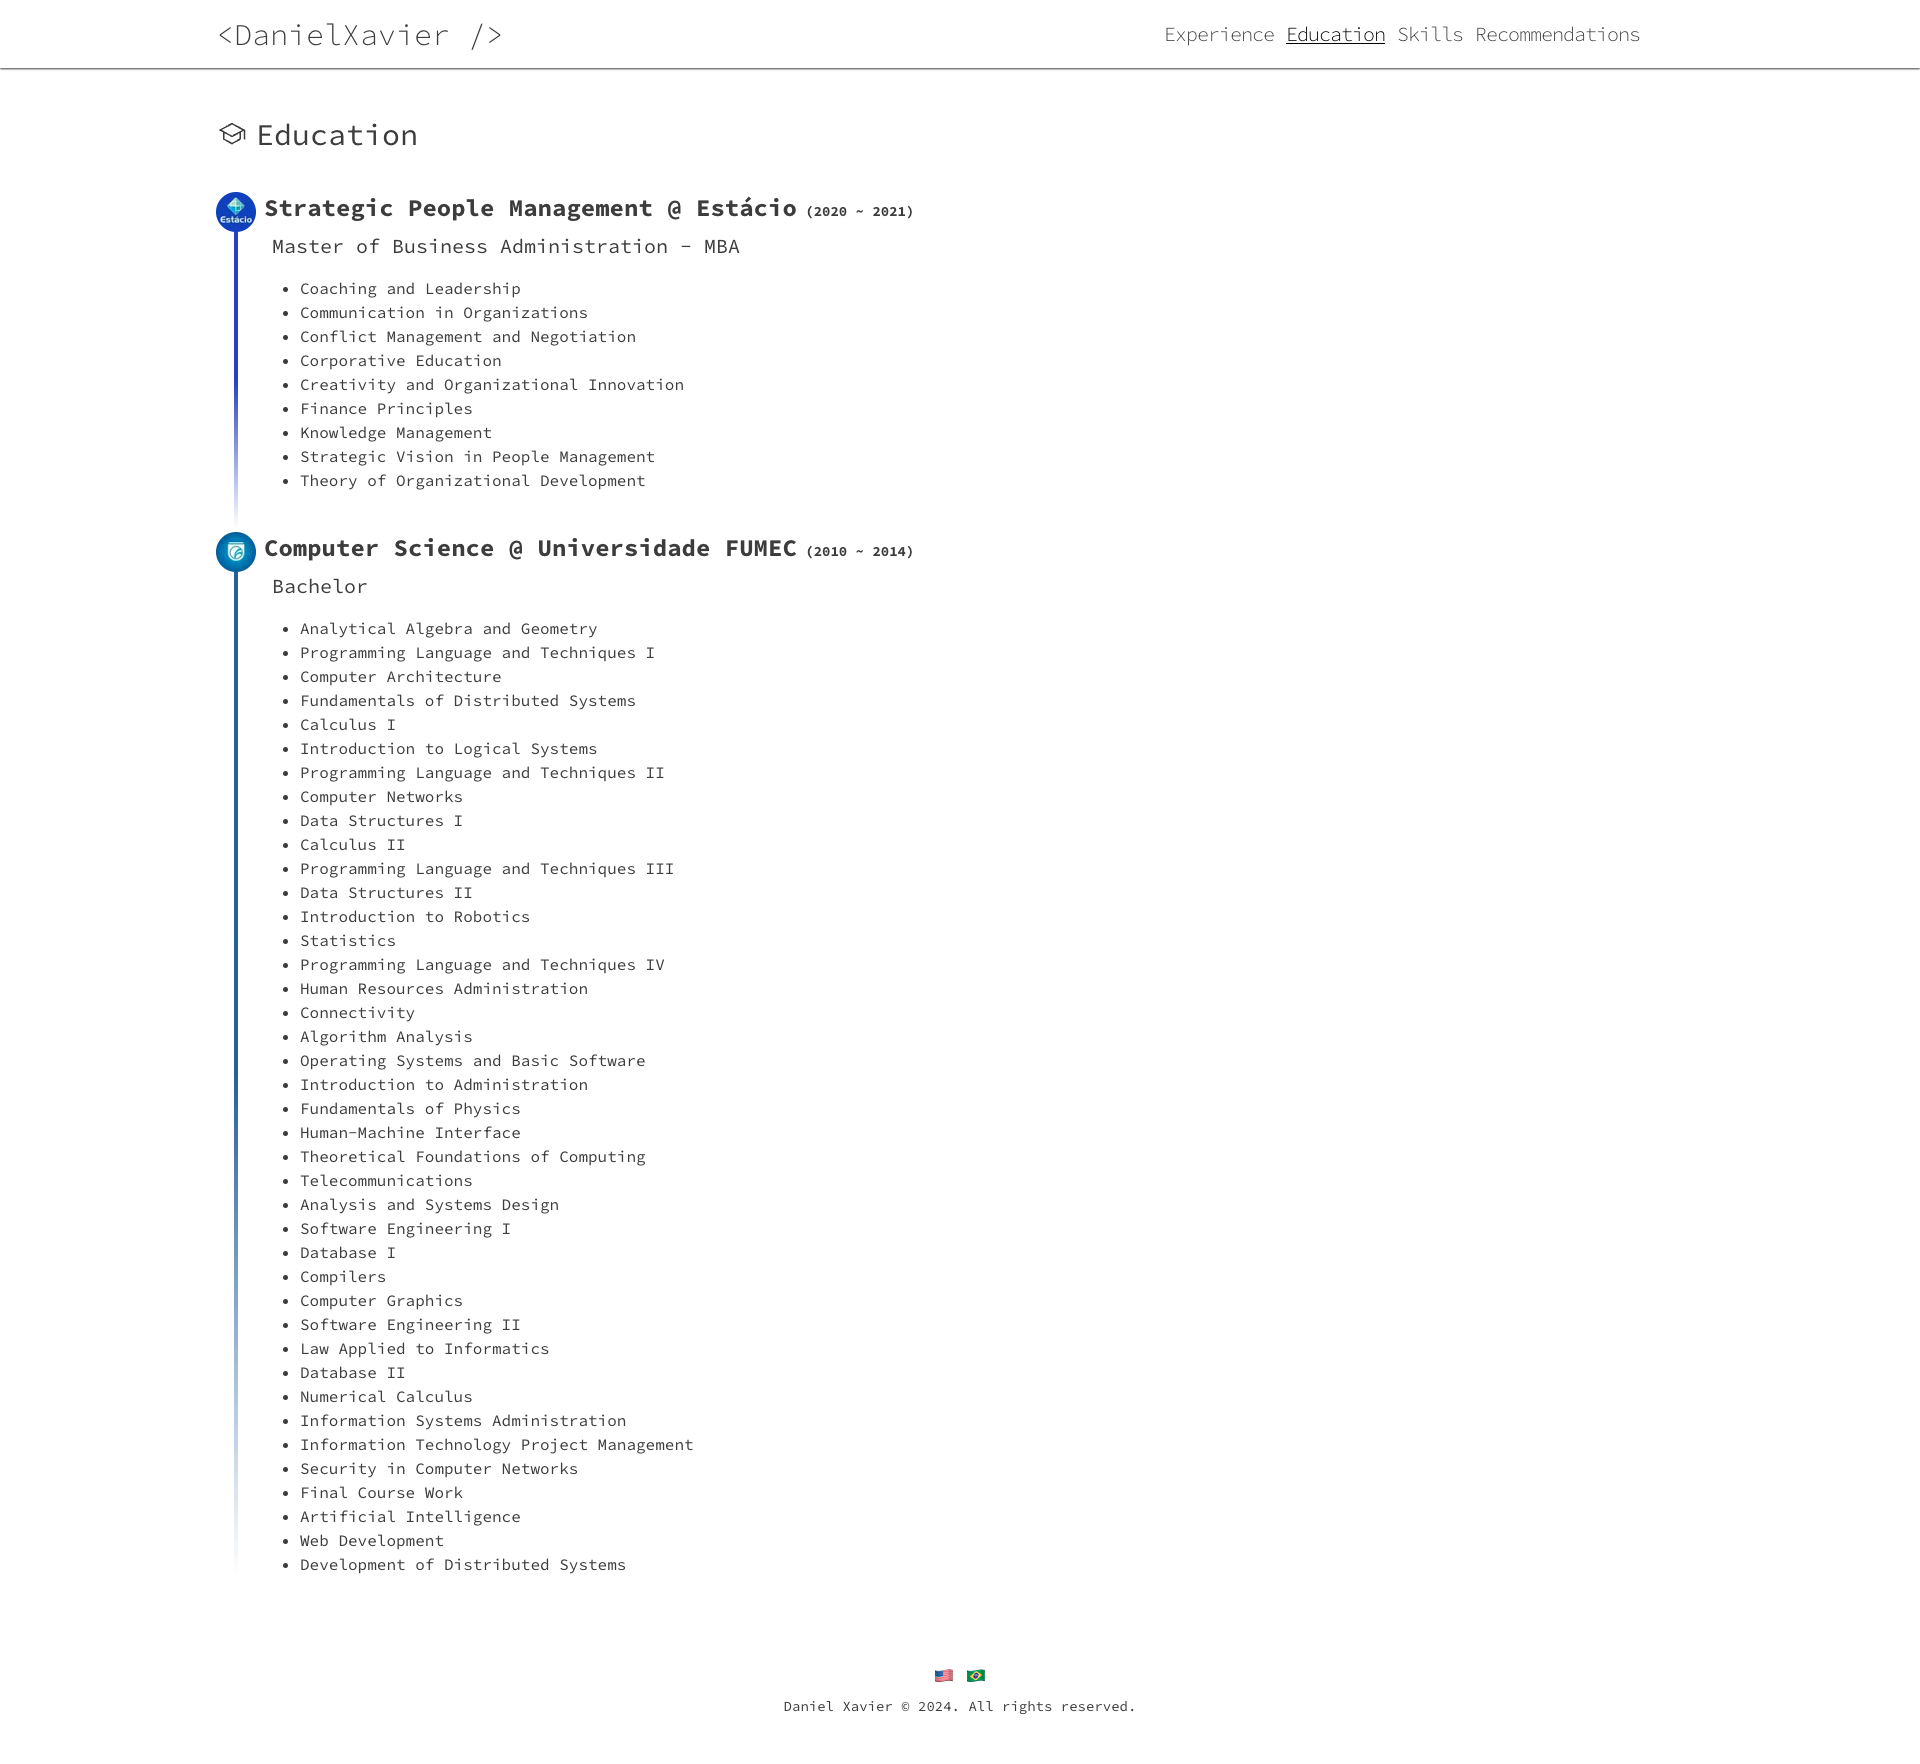 <DanielXavier />
Experience Education Skills Recommendations
Education
Estácio
Strategic People Management @ Estácio (2020 ~ 2021)
Master of Business Administration - MBA
• Coaching and Leadership
• Communication in Organizations
• Conflict Management and Negotiation
• Corporative Education
• Creativity and Organizational Innovation
• Finance Principles
• Knowledge Management
• Strategic Vision in People Management
• Theory of Organizational Development
Computer Science @ Universidade FUMEC (2010 ~ 2014)
Bachelor
• Analytical Algebra and Geometry
• Programming Language and Techniques I
• Computer Architecture
• Fundamentals of Distributed Systems
• Calculus I
• Introduction to Logical Systems
• Programming Language and Techniques II
• Computer Networks
• Data Structures I
• Calculus II
• Programming Language and Techniques III
• Data Structures II
• Introduction to Robotics
• Statistics
• Programming Language and Techniques IV
• Human Resources Administration
• Connectivity
• Algorithm Analysis
• Operating Systems and Basic Software
• Introduction to Administration
• Fundamentals of Physics
• Human-Machine Interface
• Theoretical Foundations of Computing
• Telecommunications
• Analysis and Systems Design
• Software Engineering I
• Database I
• Compilers
• Computer Graphics
• Software Engineering II
• Law Applied to Informatics
• Database II
• Numerical Calculus
• Information Systems Administration
• Information Technology Project Management
• Security in Computer Networks
• Final Course Work
• Artificial Intelligence
• Web Development
• Development of Distributed Systems
Daniel Xavier © 2024. All rights reserved.